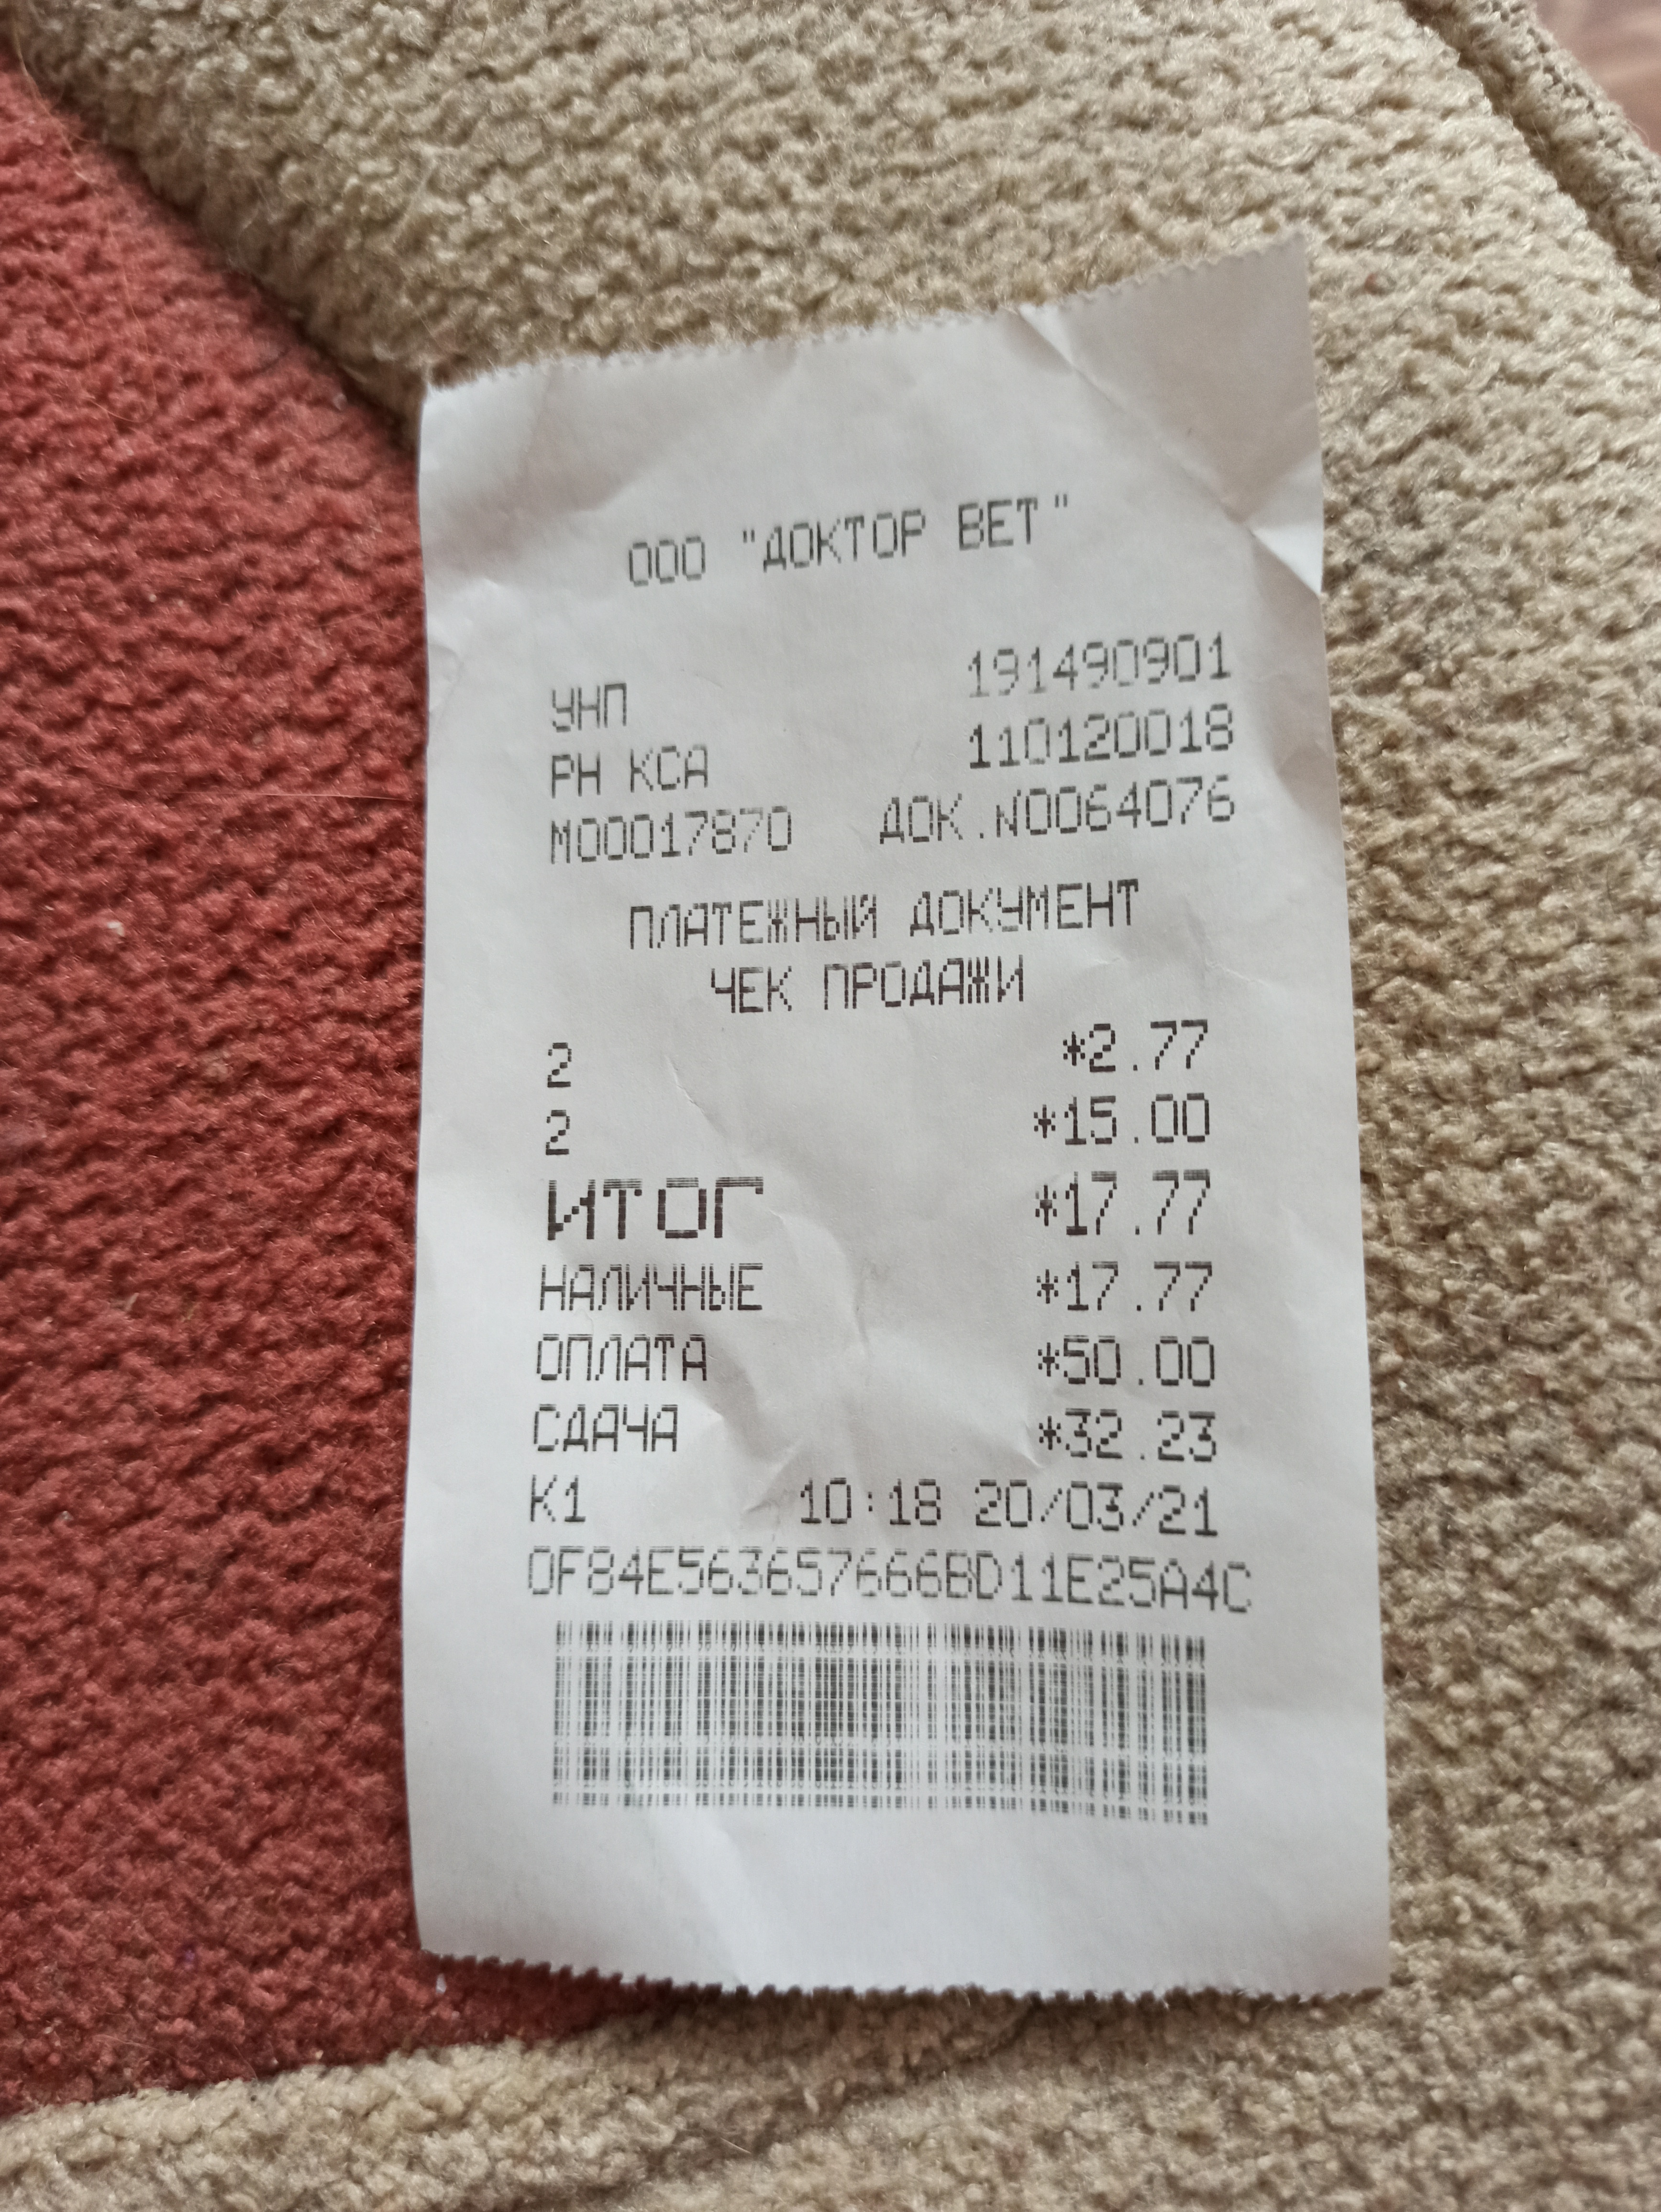 ООО "ДОКТОР ВЕТ"
УНП 191490901
РН КСА 110120018
М00017870 ДОК.N0064076
ПЛАТЕЖНЫЙ ДОКУМЕНТ
ЧЕК ПРОДАЖИ
2 *2.77
2 *15.00
ИТОГ *17.77
НАЛИЧНЫЕ *17.77
ОПЛАТА *50.00
СДАЧА *32.23
К1 10:18 20/03/21
0F84E563657666BD11E25A4C